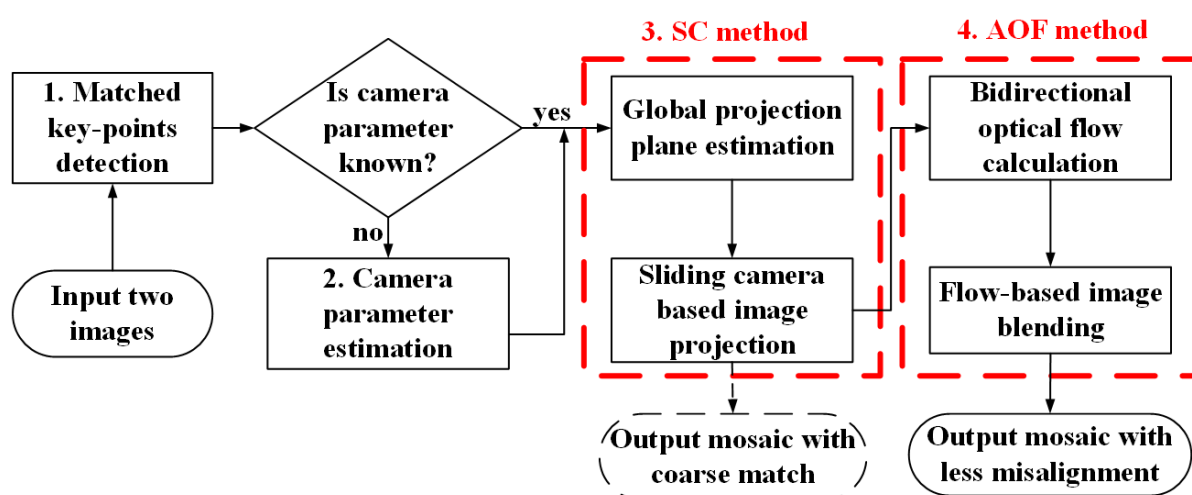 3. SC method
4. AOF method
1. Matched
key-points
detection
Is camera
parameter
known?
yes
Global projection
plane estimation
Bidirectional
optical flow
calculation
no
Input two
images
2. Camera
parameter
estimation
Sliding camera
based image
projection
Flow-based image
blending
Output mosaic with
coarse match
Output mosaic with
less misalignment